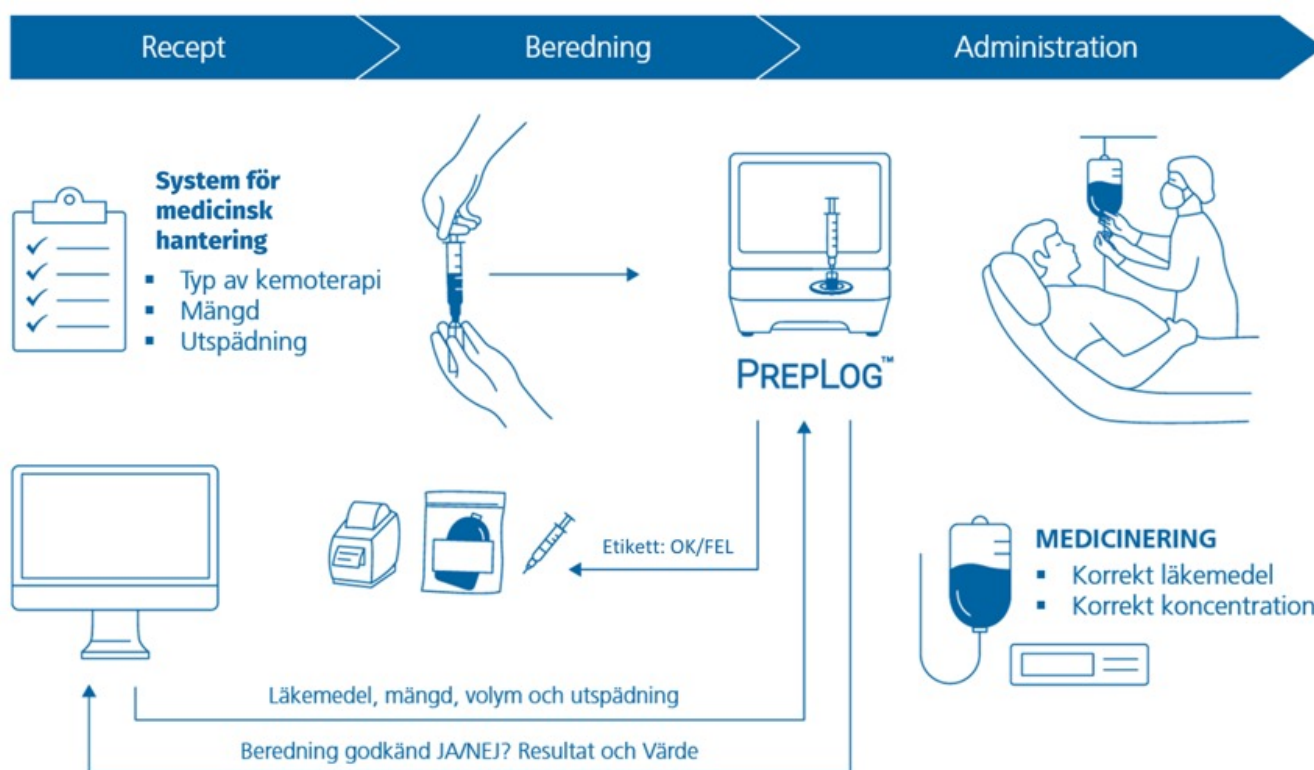 Recept
Beredning
Administration
System för
medicinsk
hantering
▪ Typ av kemoterapi
▪ Mängd
▪ Utspädning
PREPLOG™
Etikett: OK/FEL
MEDICINERING
▪ Korrekt läkemedel
▪ Korrekt koncentration
Läkemedel, mängd, volym och utspädning
Beredning godkänd JA/NEJ? Resultat och Värde